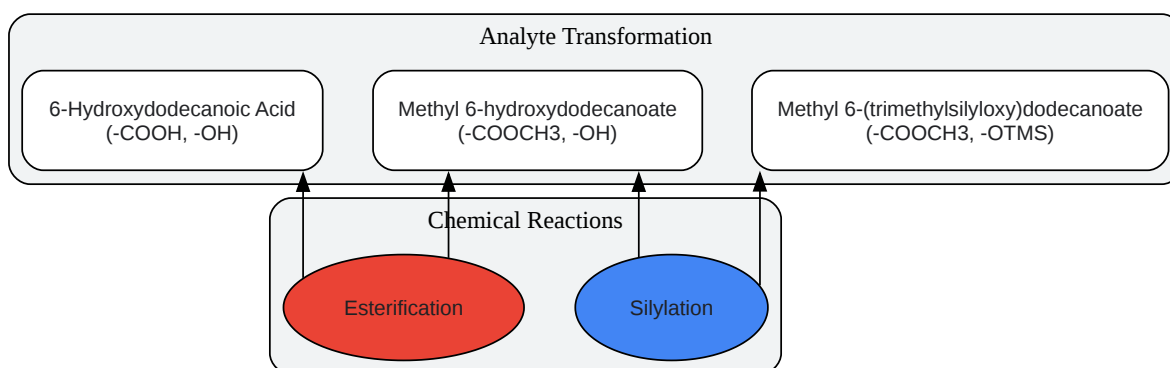 Analyte Transformation
6-Hydroxydodecanoic Acid
(-COOH, -OH)
Methyl 6-hydroxydodecanoate
(-COOCH3, -OH)
Methyl 6-(trimethylsilyloxy)dodecanoate
(-COOCH3, -OTMS)
Chemical Reactions
Esterification
Silylation